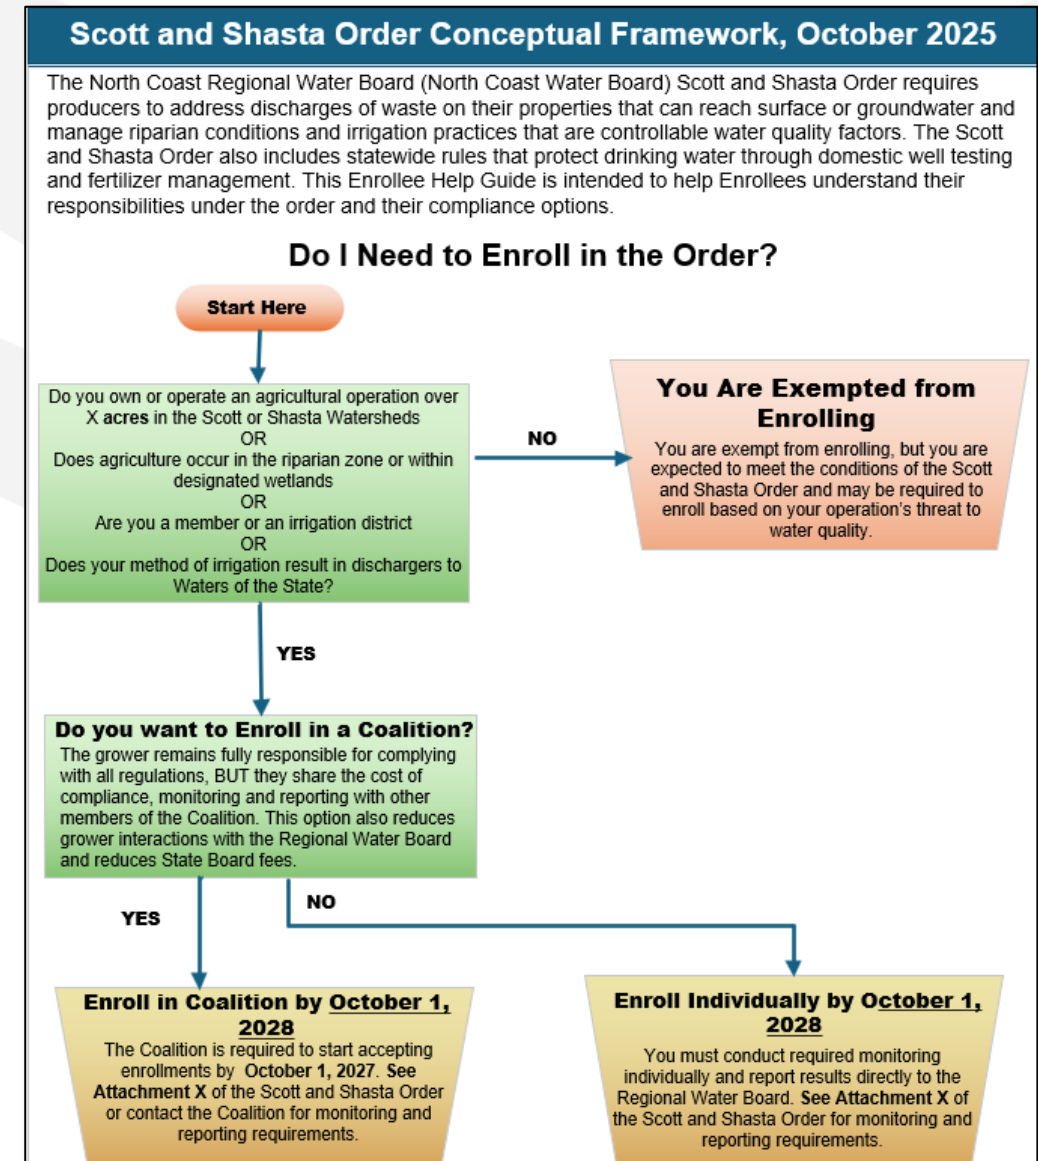 Scott and Shasta Order Conceptual Framework, October 2025
The North Coast Regional Water Board (North Coast Water Board) Scott and Shasta Order requires
producers to address discharges of waste on their properties that can reach surface or groundwater and
manage riparian conditions and irrigation practices that are controllable water quality factors. The Scott
and Shasta Order also includes statewide rules that protect drinking water through domestic well testing
and fertilizer management. This Enrollee Help Guide is intended to help Enrollees understand their
responsibilities under the order and their compliance options.
Do I Need to Enroll in the Order?
Start Here
Do you own or operate an agricultural operation over
X acres in the Scott or Shasta Watersheds
OR
Does agriculture occur in the riparian zone or within
designated wetlands
OR
Are you a member or an irrigation district
OR
Does your method of irrigation result in dischargers to
Waters of the State?
NO
You Are Exempted from
Enrolling
You are exempt from enrolling, but you are
expected to meet the conditions of the Scott
and Shasta Order and may be required to
enroll based on your operation's threat to
water quality.
YES
Do you want to Enroll in a Coalition?
The grower remains fully responsible for complying
with all regulations, BUT they share the cost of
compliance, monitoring and reporting with other
members of the Coalition. This option also reduces
grower interactions with the Regional Water Board
and reduces State Board fees.
YES
NO
Enroll in Coalition by October 1,
2028
The Coalition is required to start accepting
enrollments by October 1, 2027. See
Attachment X of the Scott and Shasta Order
or contact the Coalition for monitoring and
reporting requirements.
Enroll Individually by October 1,
2028
You must conduct required monitoring
individually and report results directly to the
Regional Water Board. See Attachment X of
the Scott and Shasta Order for monitoring and
reporting requirements.